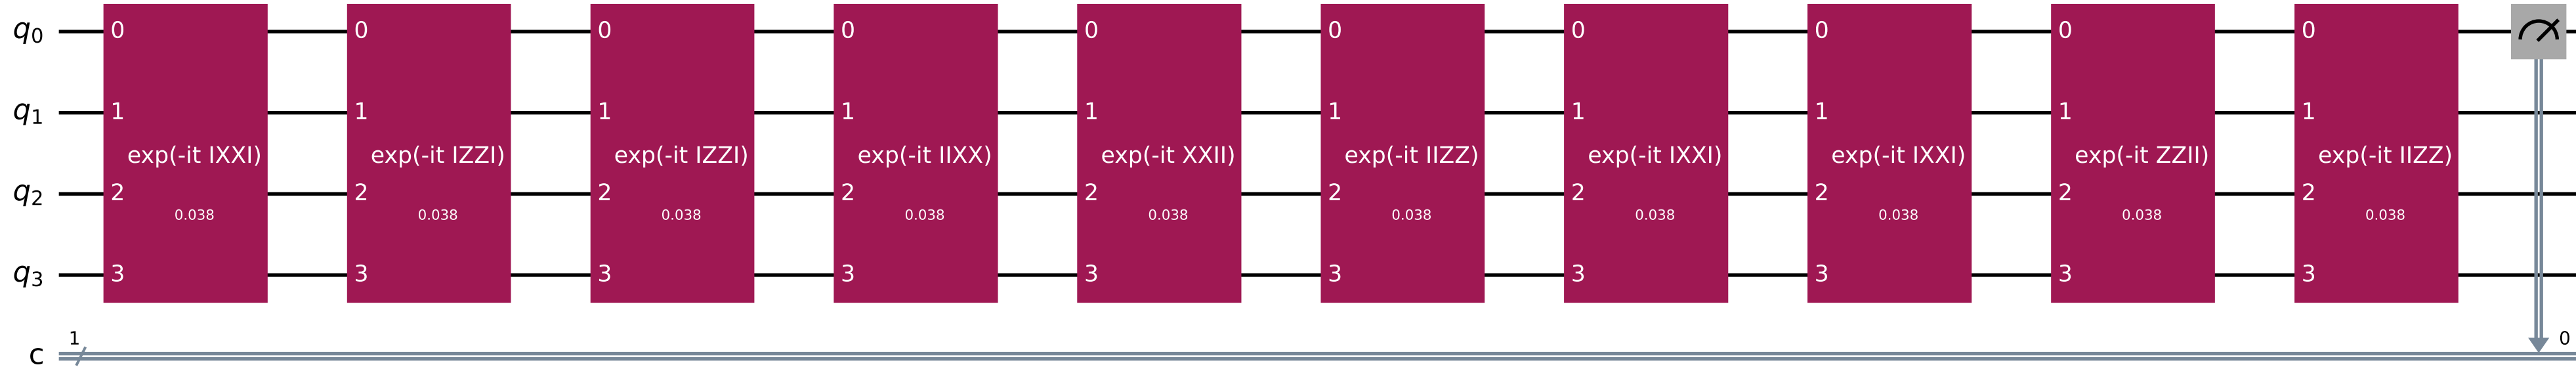 q0 0 0 0 0 0 0 0 0 0 0
q1 1 1 1 1 1 1 1 1 1 1
exp(-it IXXI) exp(-it IZZI) exp(-it IZZI) exp(-it IIXX) exp(-it XXII) exp(-it IIZZ) exp(-it IXXI) exp(-it IXXI) exp(-it ZZII) exp(-it IIZZ)
q2 2 2 2 2 2 2 2 2 2 2
0.038 0.038 0.038 0.038 0.038 0.038 0.038 0.038 0.038 0.038
q3 3 3 3 3 3 3 3 3 3 3
1 0
c